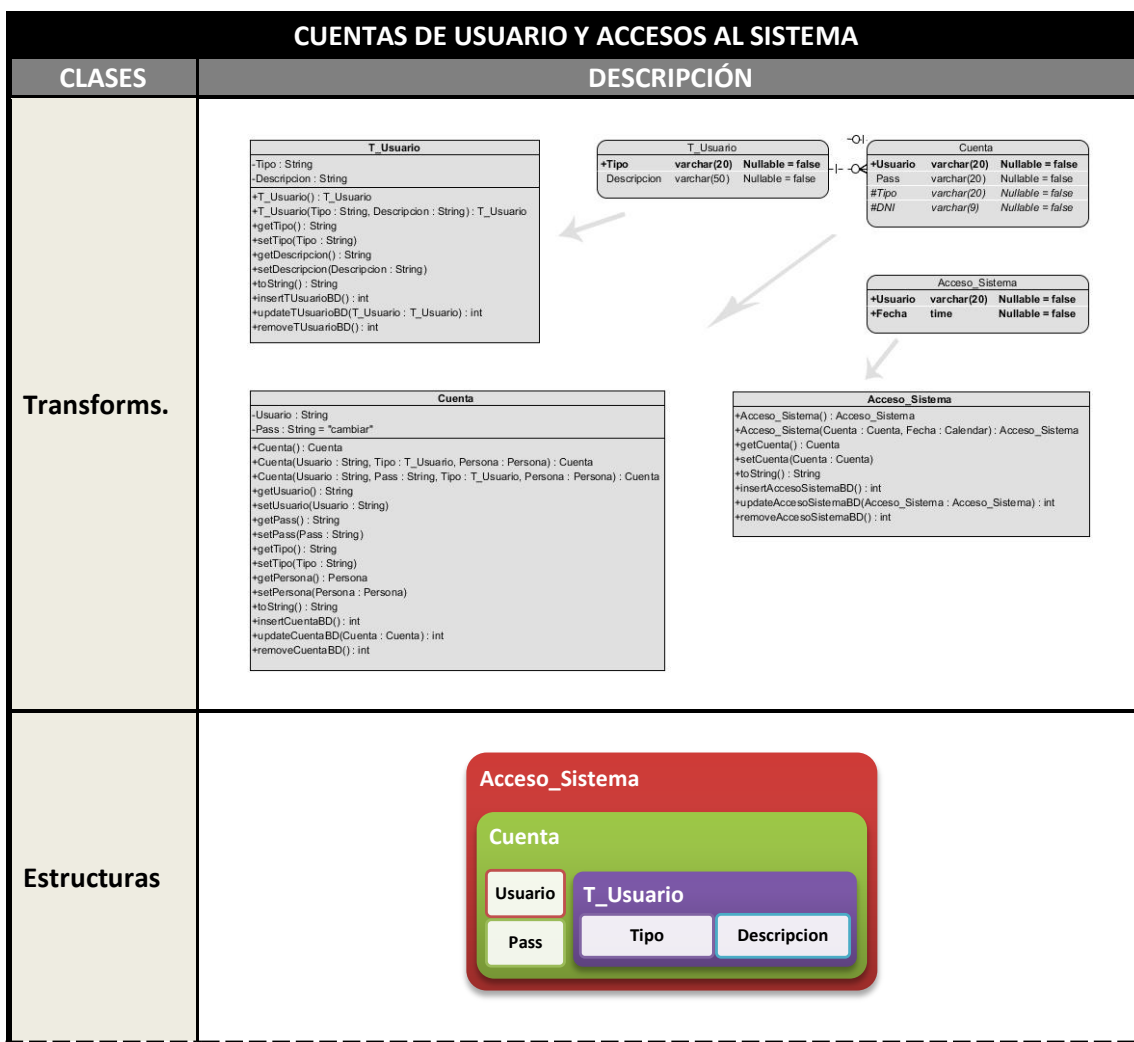 CUENTAS DE USUARIO Y ACCESOS AL SISTEMA
CLASES DESCRIPCIÓN
Transforms.
T_Usuario
-Tipo : String
-Descripcion : String
+T_Usuario() : T_Usuario
+T_Usuario(Tipo : String, Descripcion : String) : T_Usuario
+getTipo() : String
+setTipo(Tipo : String)
+getDescripcion() : String
+setDescripcion(Descripcion : String)
+toString() : String
+insertTUsuarioBD() : int
+updateTUsuarioBD(T_Usuario : T_Usuario) : int
+removeTUsuarioBD() : int
T_Usuario
+Tipo varchar(20) Nullable = false
Descripcion varchar(50) Nullable = false
Cuenta
+Usuario varchar(20) Nullable = false
Pass varchar(20) Nullable = false
#Tipo varchar(20) Nullable = false
#DNI varchar(9) Nullable = false
Acceso_Sistema
+Usuario varchar(20) Nullable = false
+Fecha time Nullable = false
Cuenta
-Usuario : String
-Pass : String = "cambiar"
+Cuenta() : Cuenta
+Cuenta(Usuario : String, Tipo : T_Usuario, Persona : Persona) : Cuenta
+Cuenta(Usuario : String, Pass : String, Tipo : T_Usuario, Persona : Persona) : Cuenta
+getUsuario() : String
+setUsuario(Usuario : String)
+getPass() : String
+setPass(Pass : String)
+getTipo() : String
+setTipo(Tipo : String)
+getPersona() : Persona
+setPersona(Persona : Persona)
+toString() : String
+insertCuentaBD() : int
+updateCuentaBD(Cuenta : Cuenta) : int
+removeCuentaBD() : int
Acceso_Sistema
+Acceso_Sistema() : Acceso_Sistema
+Acceso_Sistema(Cuenta : Cuenta, Fecha : Calendar) : Acceso_Sistema
+getCuenta() : Cuenta
+setCuenta(Cuenta : Cuenta)
+toString() : String
+insertAccesoSistemaBD() : int
+updateAccesoSistemaBD(Acceso_Sistema : Acceso_Sistema) : int
+removeAccesoSistemaBD() : int
Estructuras
Acceso_Sistema
Cuenta
Usuario
Pass
T_Usuario
Tipo
Descripcion